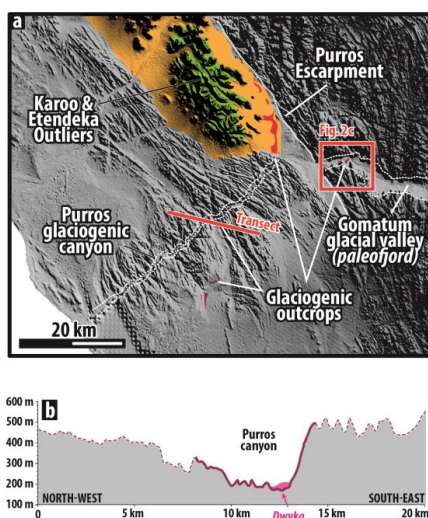 a
Purros
Escarpment
Karoo &
Etendeka
Outliers
Fig. 2c
Purros
glaciogenic
canyon
Transect
Gomatum
glacial valley
(paleofjord)
Glaciogenic
outcrops
20 km
600 m
b
500 m
Purros
canyon
400 m
300 m
200 m
100 m
NORTH-WEST
SOUTH-EAST
0
5 km
10 km
Dwyka
15 km
20 km